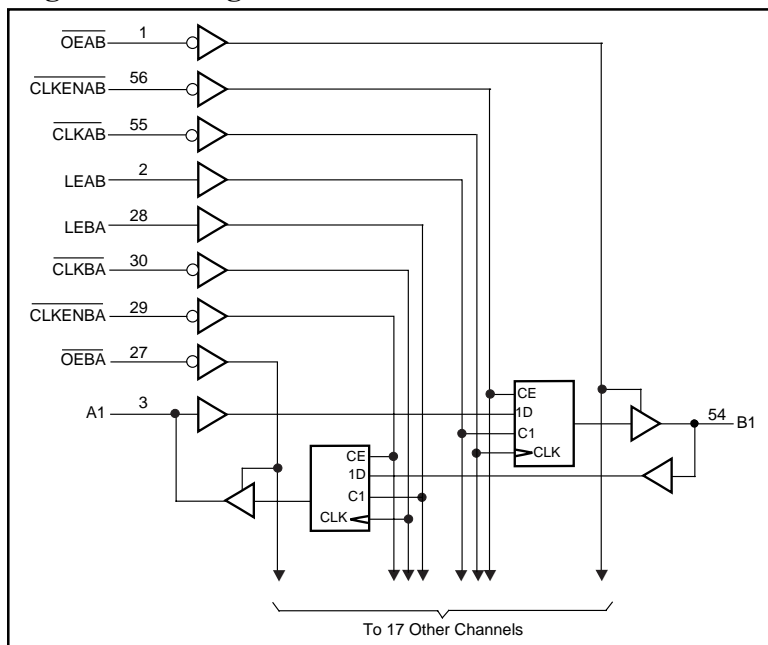 OEAB 1
CLKENAB 56
CLKAB 55
LEAB 2
LEBA 28
CLKBA 30
CLKENBA 29
OEBA 27
A1 3
CE
1D
C1
CLK
54 B1
CE
1D
C1
CLK
To 17 Other Channels